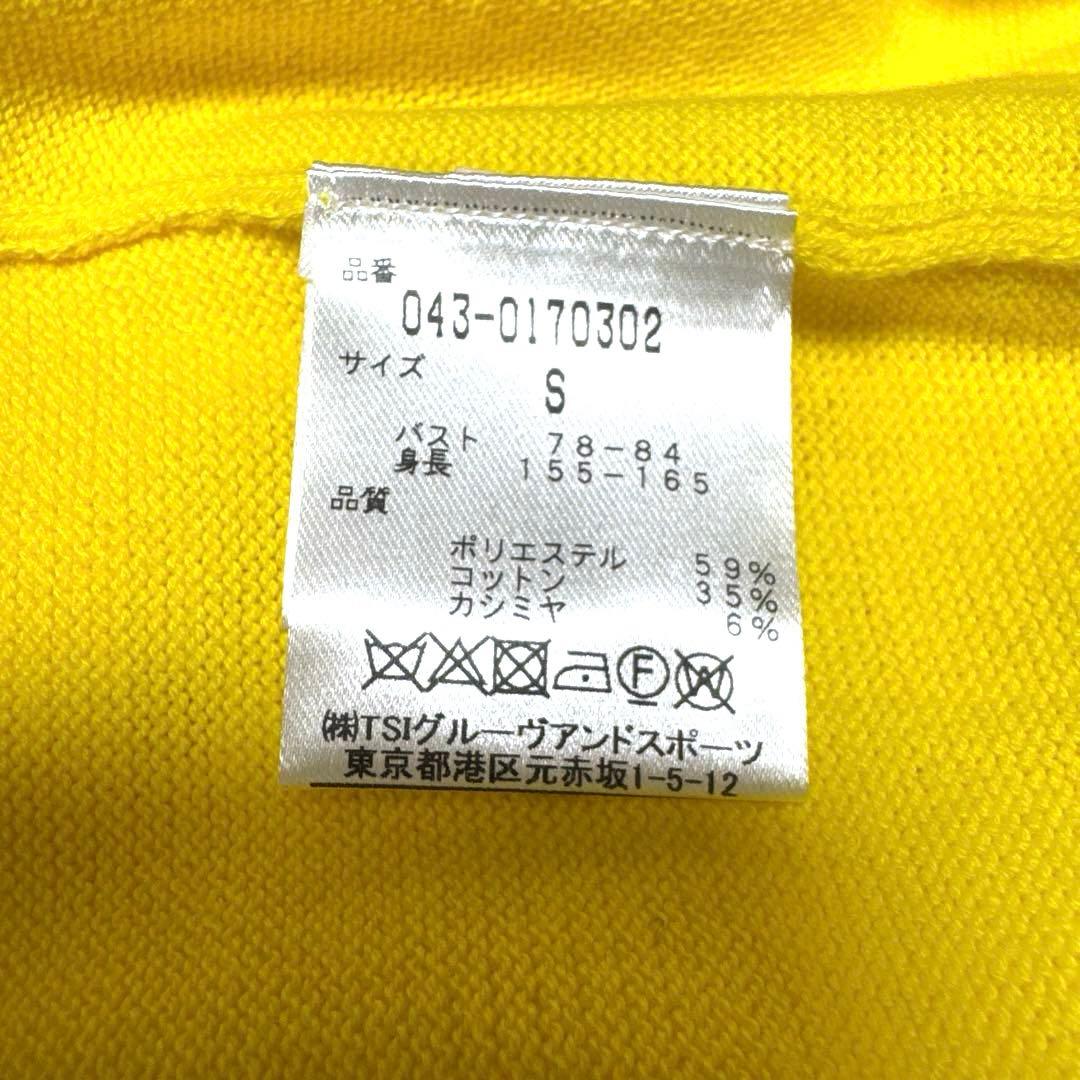 品番
043-0170302
サイズ
S
バスト 78-84
身長 155-165
品質
ポリエステル 59%
コットン 35%
カシミヤ 6%
F
W
㈱TSIグルーヴアンドスポーツ
東京都港区元赤坂1-5-12